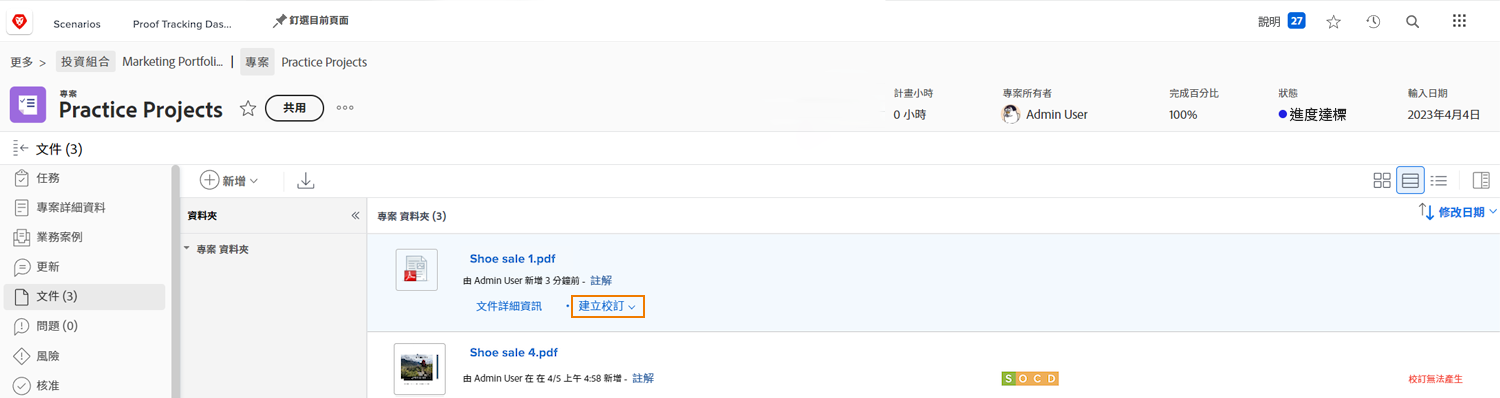 Scenarios
Proof Tracking Das...
釘選目前頁面
說明 27
更多 > 投資組合 Marketing Portfoli... | 專案 Practice Projects
專案
Practice Projects
共用
計畫小時
0 小時
專案所有者
Admin User
完成百分比
100%
狀態
進度達標
輸入日期
2023年4月4日
文件 (3)
任務
專案詳細資料
業務案例
更新
文件 (3)
問題 (0)
風險
核准
新增
資料夾
專案 資料夾
專案 資料夾 (3)
修改日期
Shoe sale 1.pdf
由 Admin User 新增 3 分鐘前 - 註解
文件詳細資訊 • 建立校訂
Shoe sale 4.pdf
由 Admin User 在 在 4/5 上午 4:58 新增 - 註解
S O C D
校訂無法產生